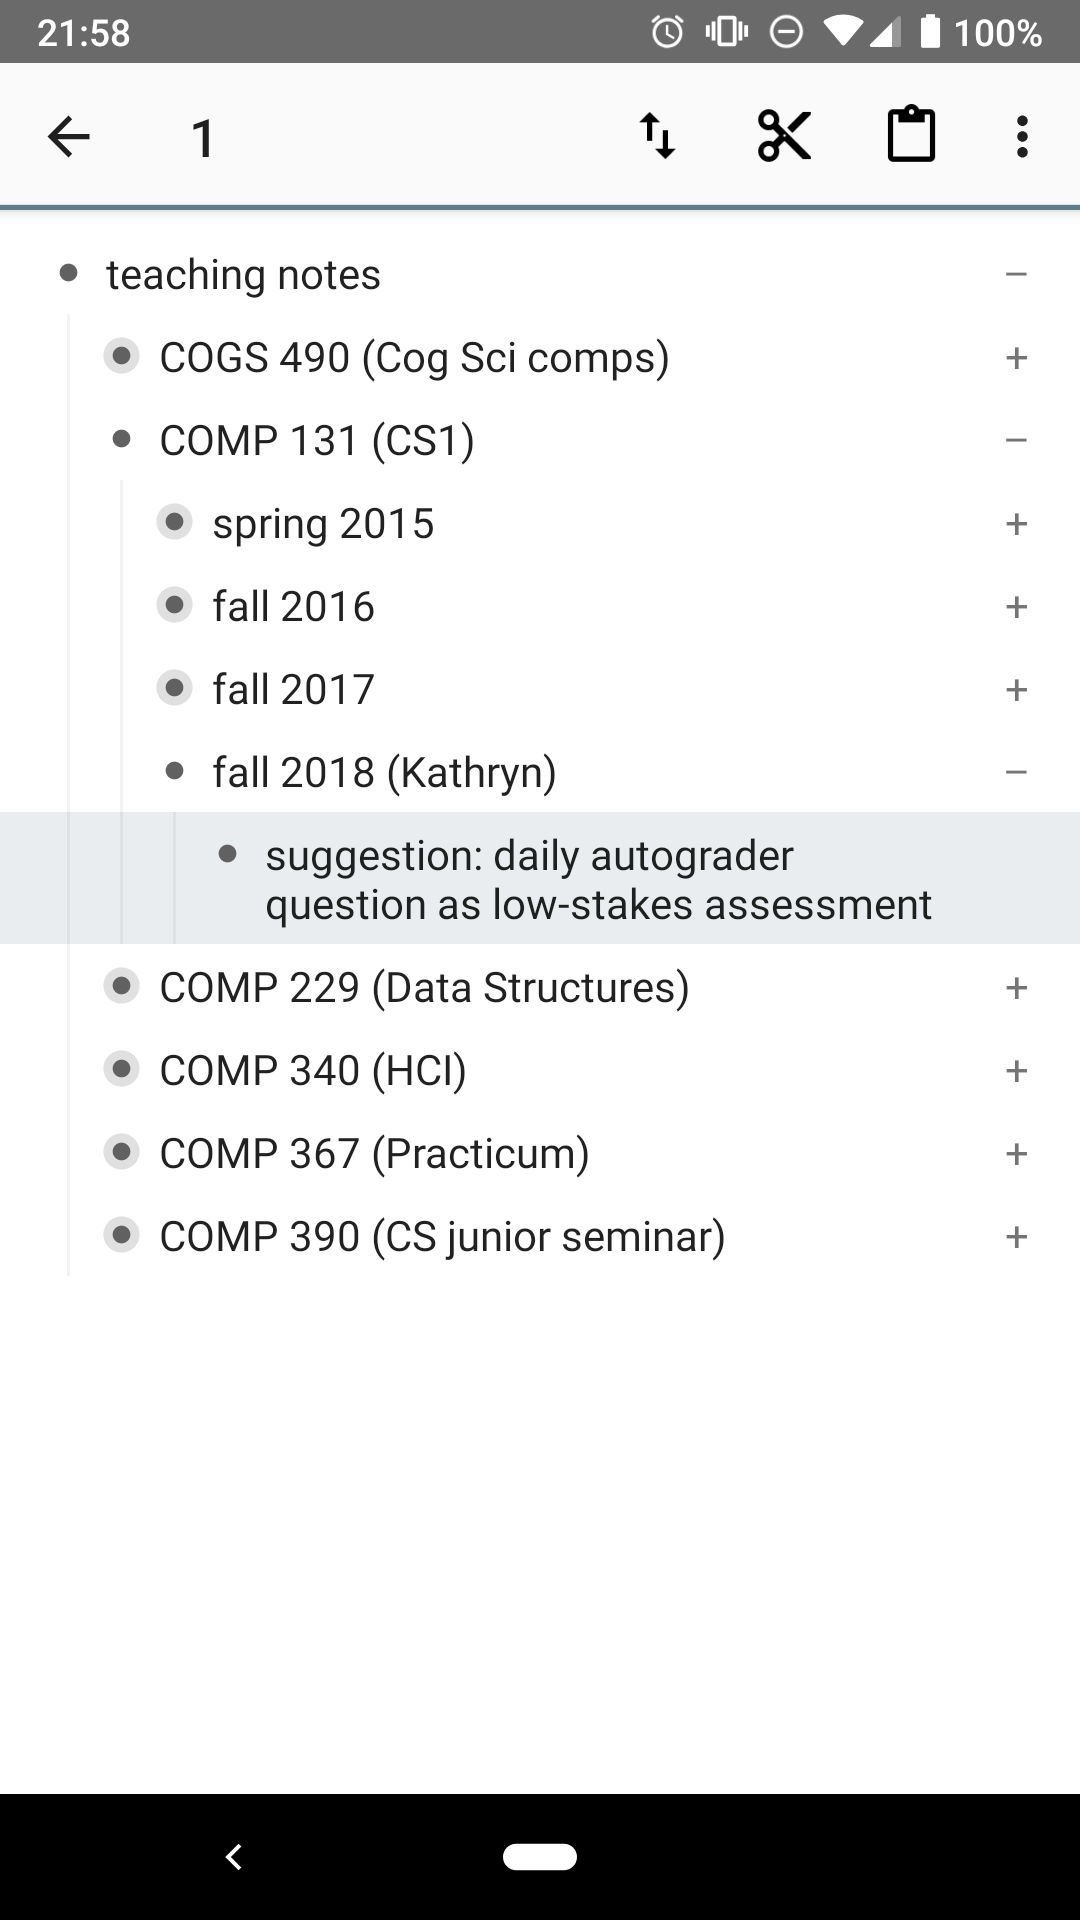 21:58
100%
1
teaching notes
COGS 490 (Cog Sci comps)
COMP 131 (CS1)
spring 2015
fall 2016
fall 2017
fall 2018 (Kathryn)
suggestion: daily autograder
question as low-stakes assessment
COMP 229 (Data Structures)
COMP 340 (HCI)
COMP 367 (Practicum)
COMP 390 (CS junior seminar)